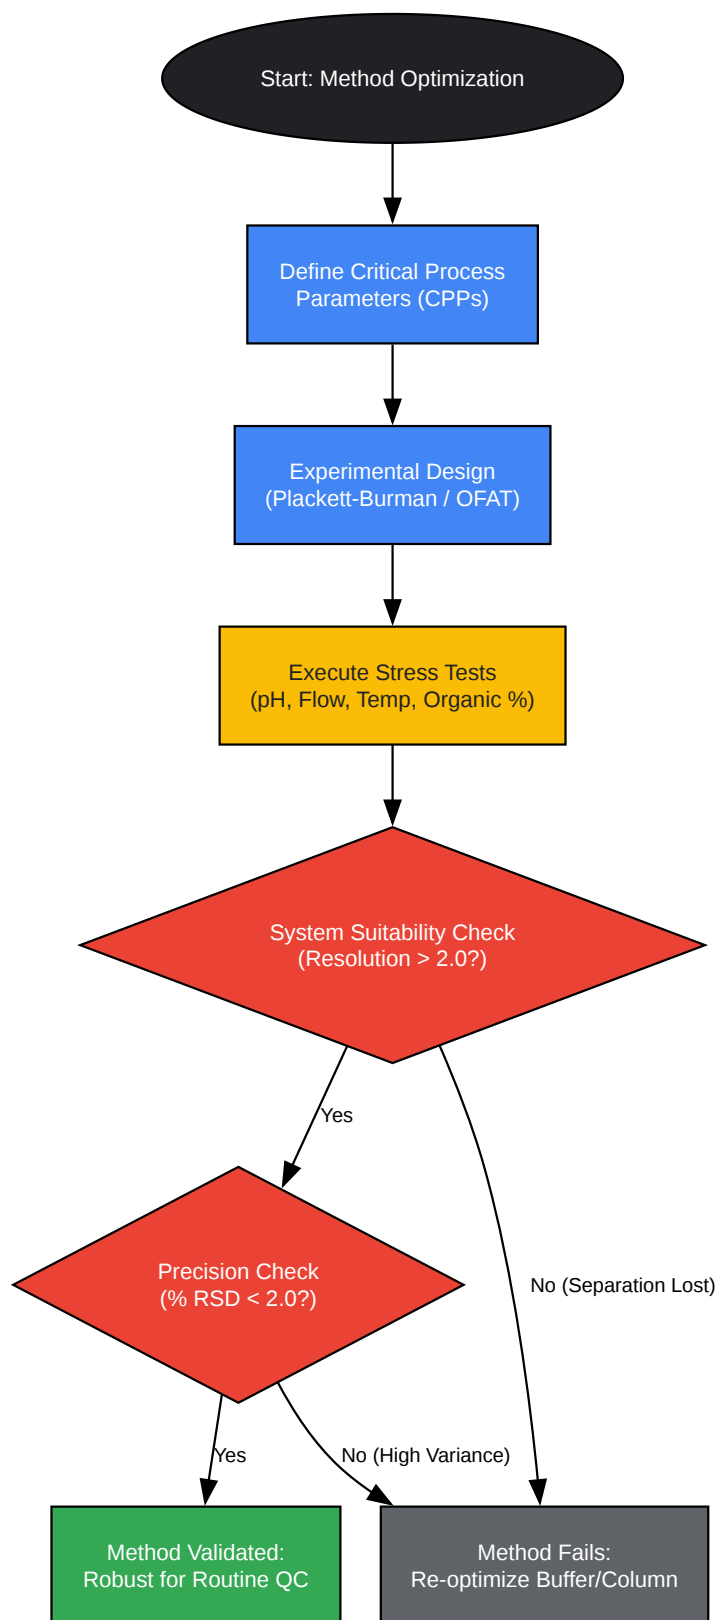 Start: Method Optimization
Define Critical Process
Parameters (CPPs)
Experimental Design
(Plackett-Burman / OFAT)
Execute Stress Tests
(pH, Flow, Temp, Organic %)
System Suitability Check
(Resolution > 2.0?)
Yes
Precision Check
(% RSD < 2.0?)
No (Separation Lost)
Yes
No (High Variance)
Method Validated:
Robust for Routine QC
Method Fails:
Re-optimize Buffer/Column